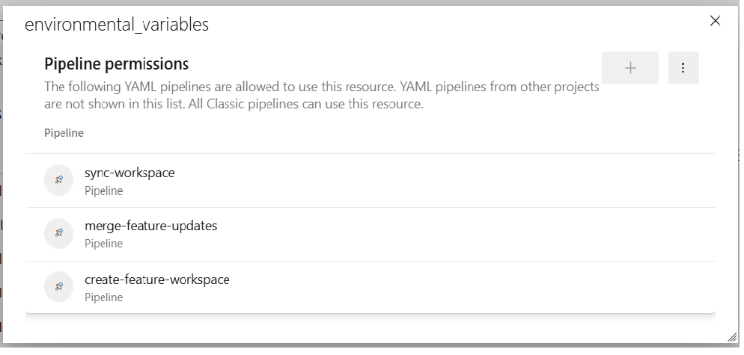 environmental_variables
Pipeline permissions
The following YAML pipelines are allowed to use this resource. YAML pipelines from other projects
are not shown in this list. All Classic pipelines can use this resource.
Pipeline
sync-workspace
Pipeline
merge-feature-updates
Pipeline
create-feature-workspace
Pipeline